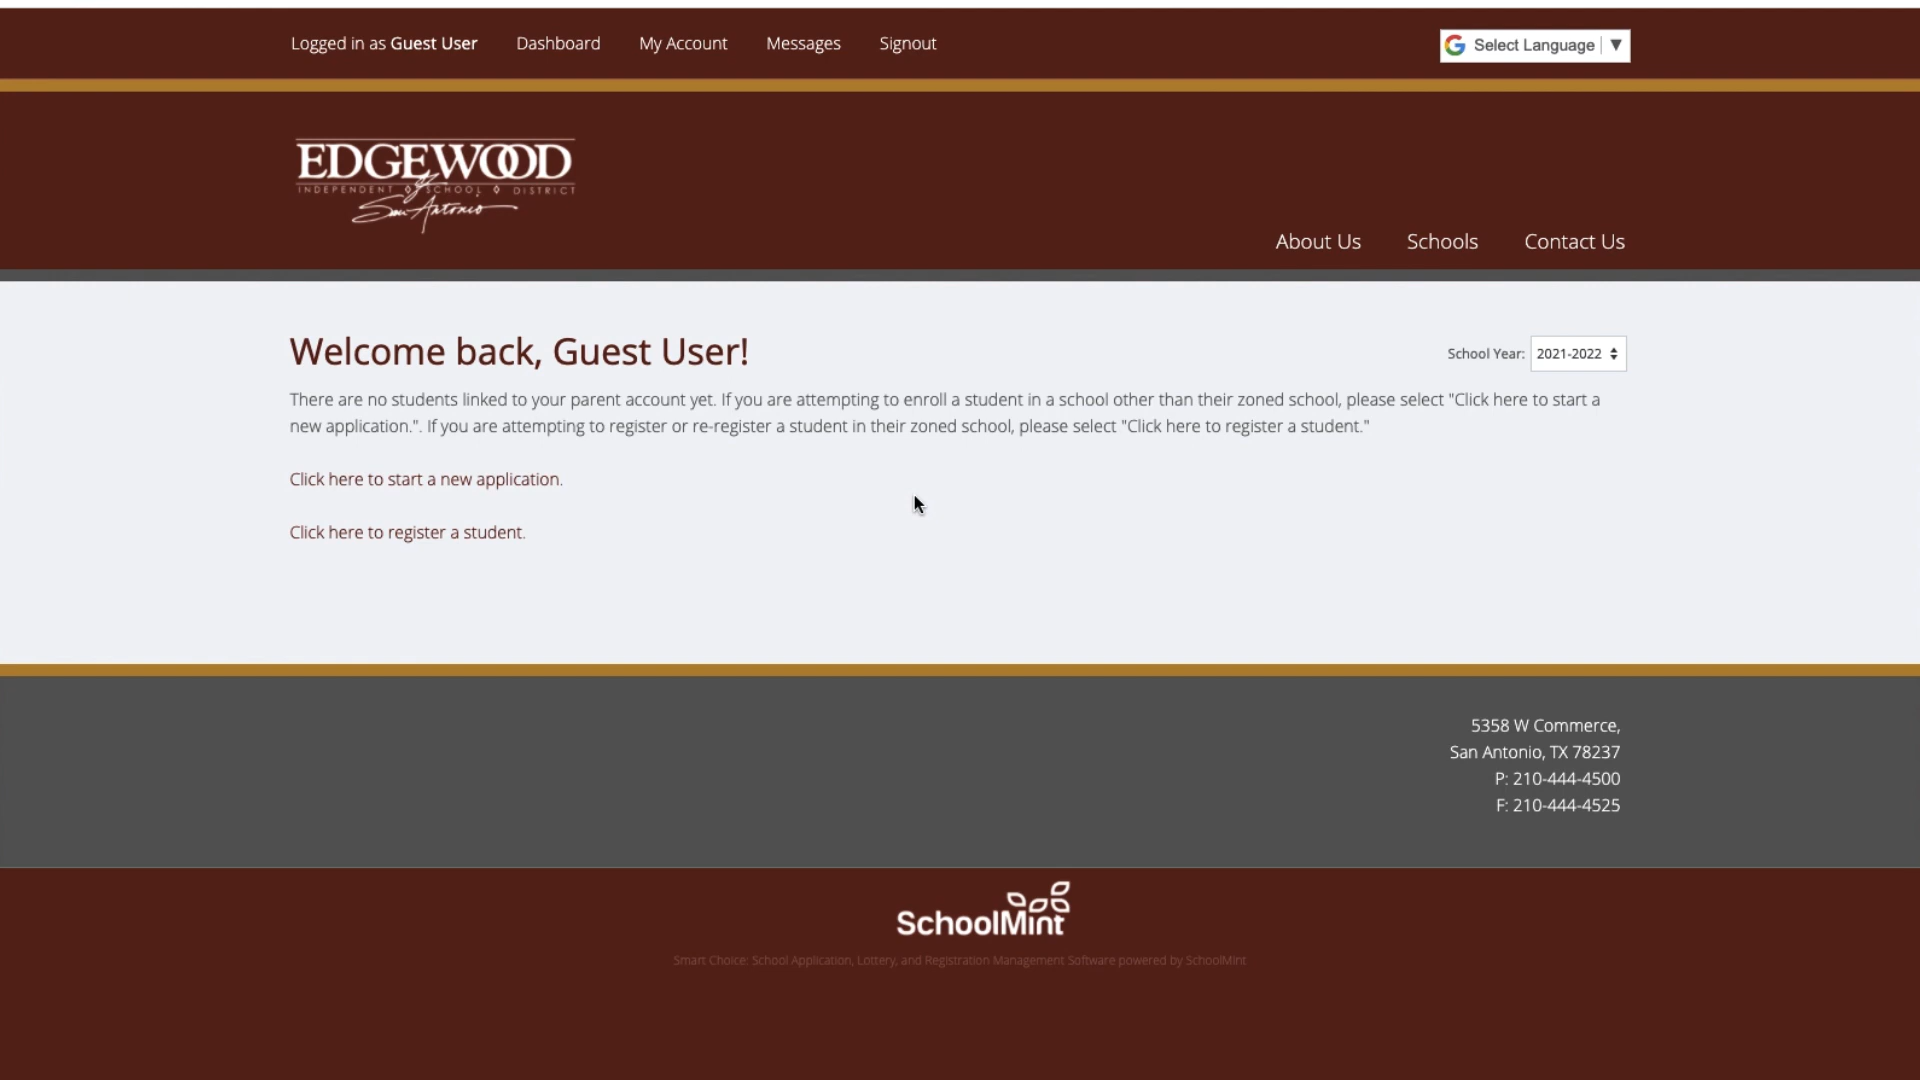 Logged in as Guest User Dashboard My Account Messages Signout
Select Language ▼
EDGEWOOD
INDEPENDENT SCHOOL DISTRICT
of San Antonio
About Us Schools Contact Us
Welcome back, Guest User!
School Year: 2021-2022
There are no students linked to your parent account yet. If you are attempting to enroll a student in a school other than their zoned school, please select "Click here to start a
new application.". If you are attempting to register or re-register a student in their zoned school, please select "Click here to register a student."
Click here to start a new application.
Click here to register a student.
5358 W Commerce,
San Antonio, TX 78237
P: 210-444-4500
F: 210-444-4525
SchoolMint
Smart Choice: School Application, Lottery, and Registration Management Software powered by SchoolMint